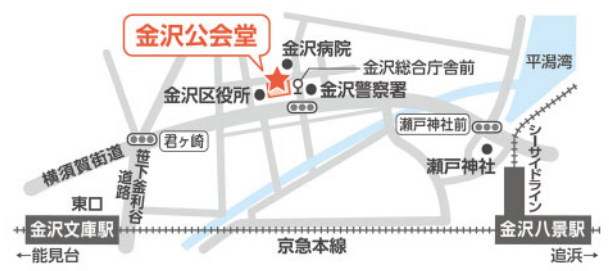 金沢公会堂
金沢病院
平潟湾
金沢総合庁舎前
金沢区役所
金沢警察署
瀬戸神社前
君ヶ崎
横須賀街道
笹下釜利谷
道路
瀬戸神社
シーサイドライン
東口
金沢文庫駅
京急本線
金沢八景駅
←能見台
追浜→